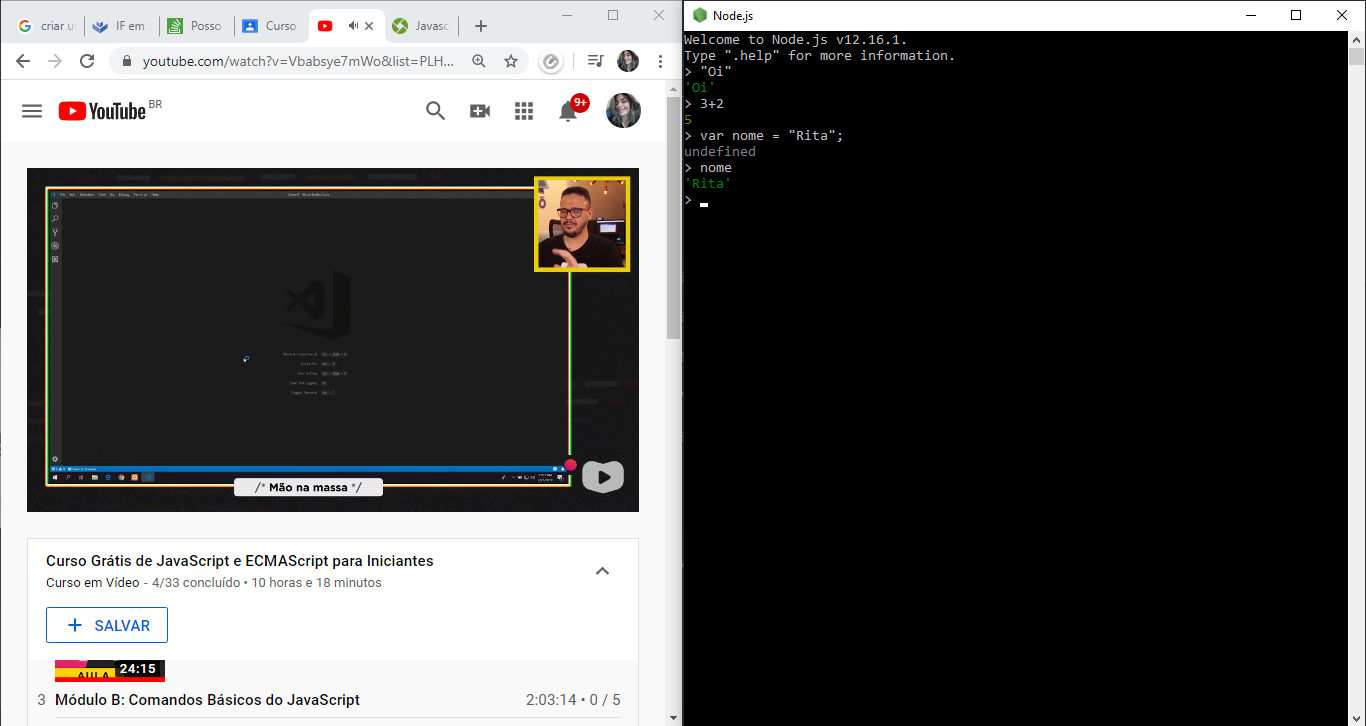 criar u
IF em J
Posso
Curso
Javasc
youtube.com/watch?v=Vbabsye7mWo&list=PLH...
YouTube BR
9+
/* Mão na massa */
Curso Grátis de JavaScript e ECMAScript para Iniciantes
Curso em Vídeo - 4/33 concluído • 10 horas e 18 minutos
+ SALVAR
AULA 24:15
3 Módulo B: Comandos Básicos do JavaScript 2:03:14 • 0 / 5
Node.js
Welcome to Node.js v12.16.1.
Type ".help" for more information.
> "Oi"
'Oi'
> 3+2
5
> var nome = "Rita";
undefined
> nome
'Rita'
>